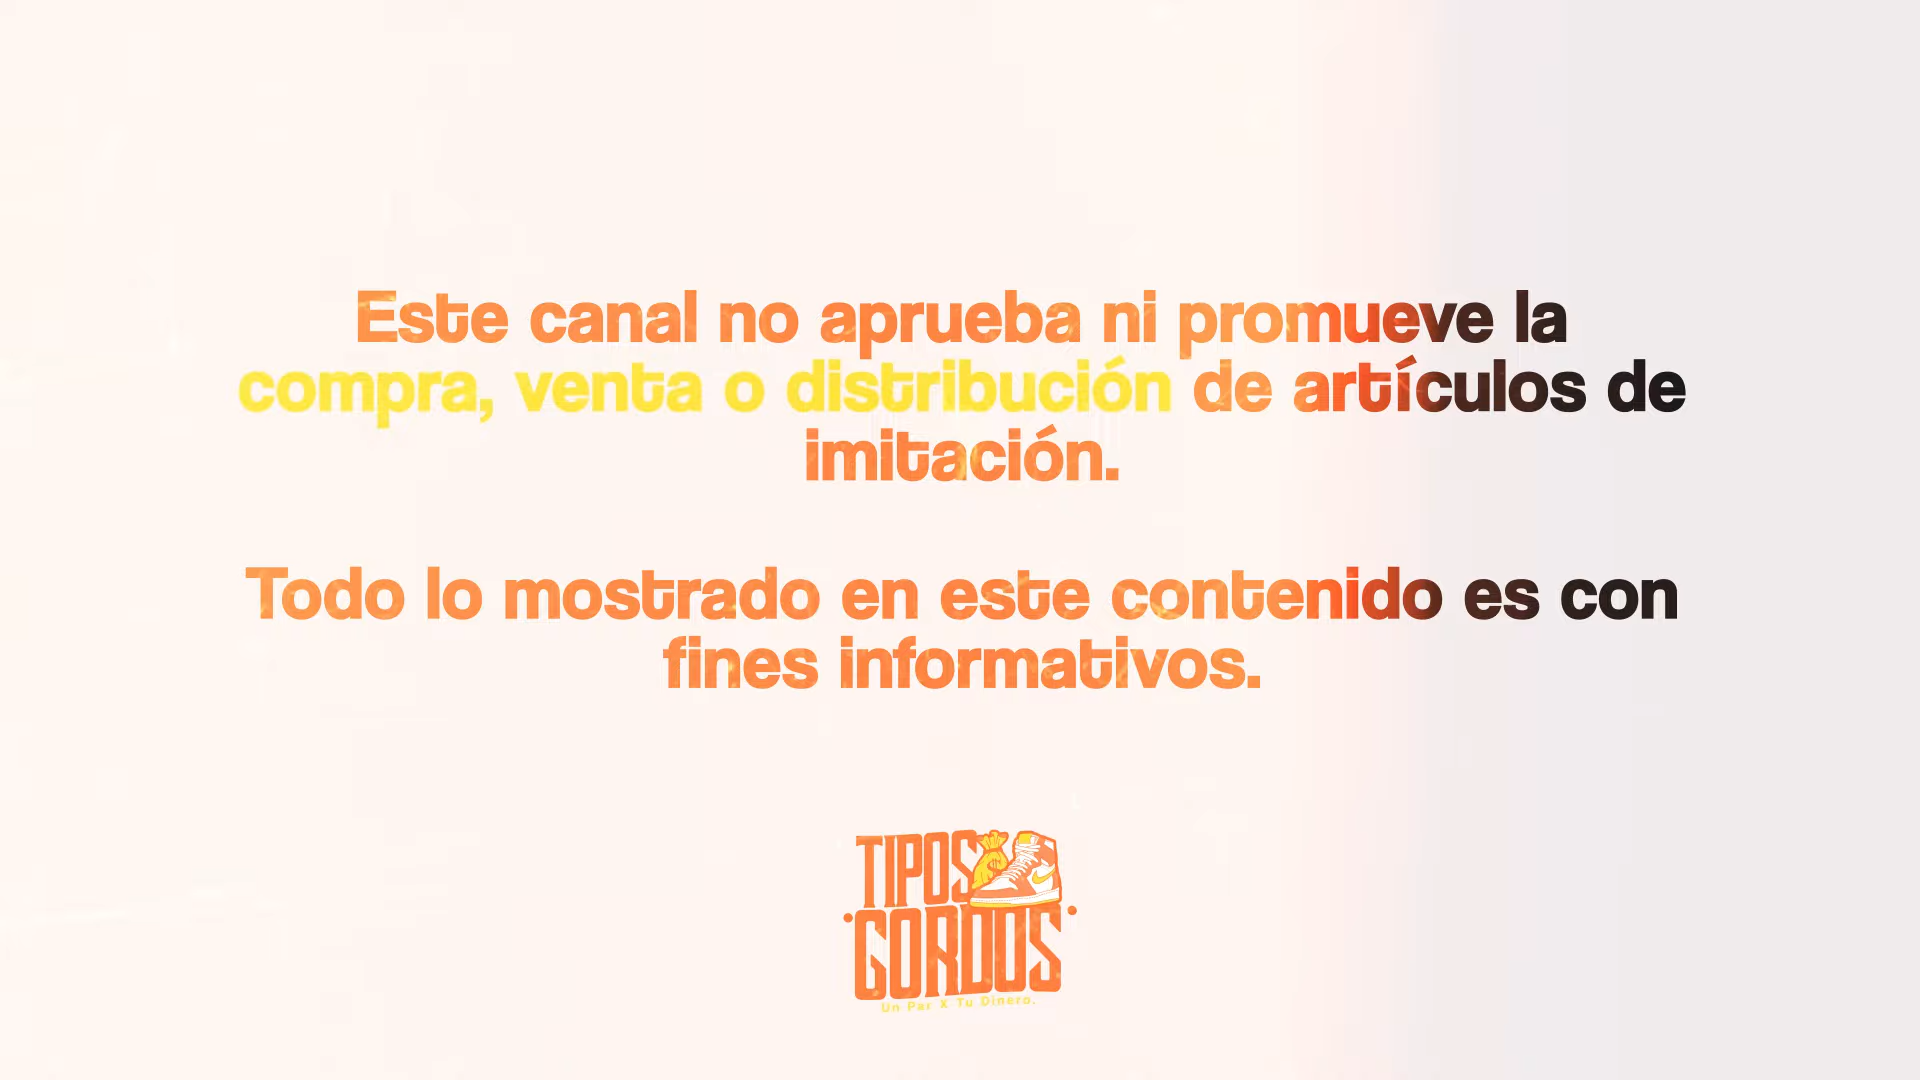 Este canal no aprueba ni promueve la
compra, venta o distribución de artículos de
imitación.
Todo lo mostrado en este contenido es con
fines informativos.
TIPOS
GORDOS
Un Par X Tu Dinero.